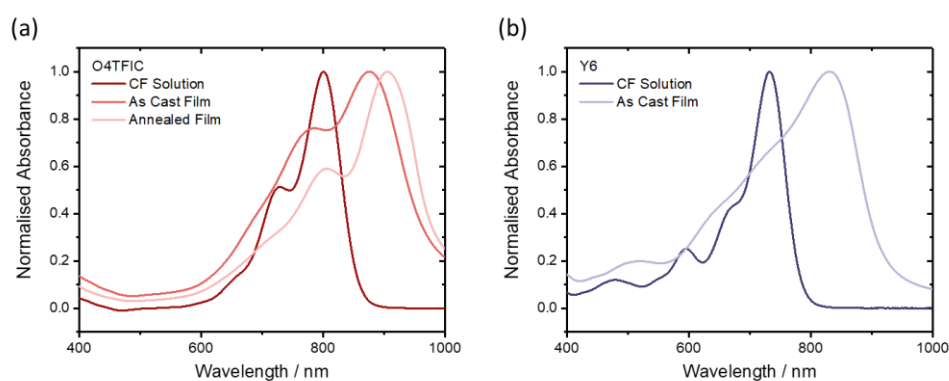 (a)
O4TFIC
CF Solution
As Cast Film
Annealed Film
Normalised Absorbance
1.0
0.8
0.6
0.4
0.2
0.0
400
600
800
1000
Wavelength / nm
(b)
Y6
CF Solution
As Cast Film
Normalised Absorbance
1.0
0.8
0.6
0.4
0.2
0.0
400
600
800
1000
Wavelength / nm